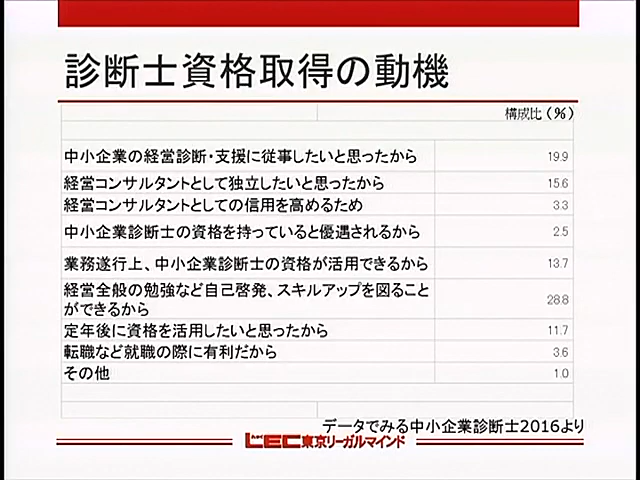 診断士資格取得の動機
構成比(%)
中小企業の経営診断・支援に従事したいと思ったから 19.9
経営コンサルタントとして独立したいと思ったから 15.6
経営コンサルタントとしての信用を高めるため 3.3
中小企業診断士の資格を持っていると優遇されるから 2.5
業務遂行上、中小企業診断士の資格が活用できるから 13.7
経営全般の勉強など自己啓発、スキルアップを図ること
ができるから 28.8
定年後に資格を活用したいと思ったから 11.7
転職など就職の際に有利だから 3.6
その他 1.0
データでみる中小企業診断士2016より
LEC東京リーガルマインド